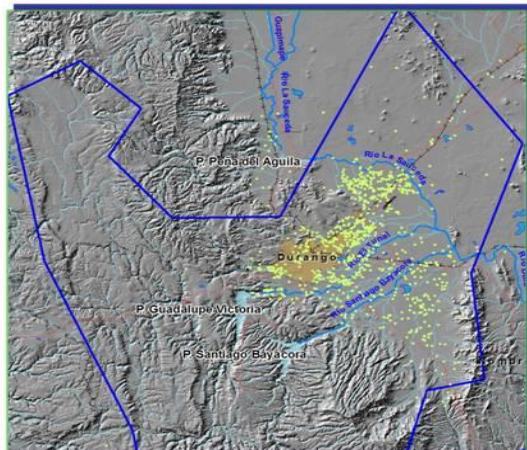 Guapimape
Río La Sauceda
P. Peña del Aguila
Río La Sauceda
Durango
Río El Tunal
P. Guadalupe Victoria
Río Santiago Bayacora
P. Santiago Bayacora